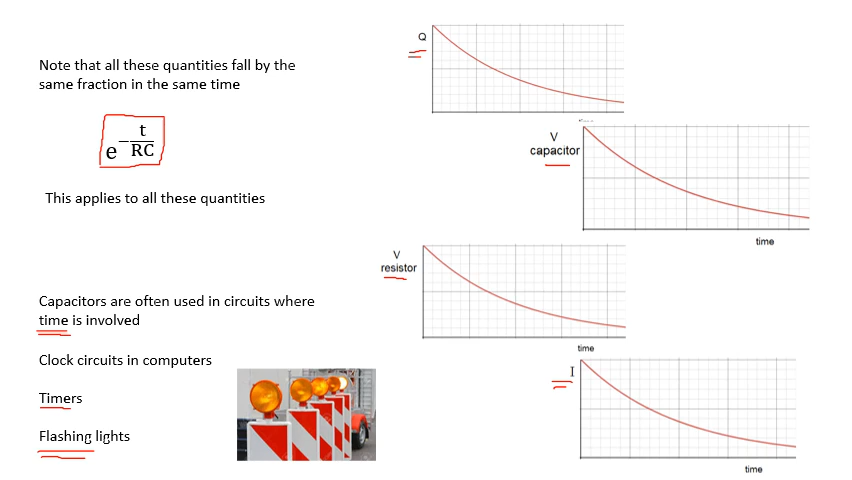 Note that all these quantities fall by the
same fraction in the same time
e^(-t/RC)
This applies to all these quantities
Capacitors are often used in circuits where
time is involved
Clock circuits in computers
Timers
Flashing lights
Q
V
capacitor
time
V
resistor
time
I
time